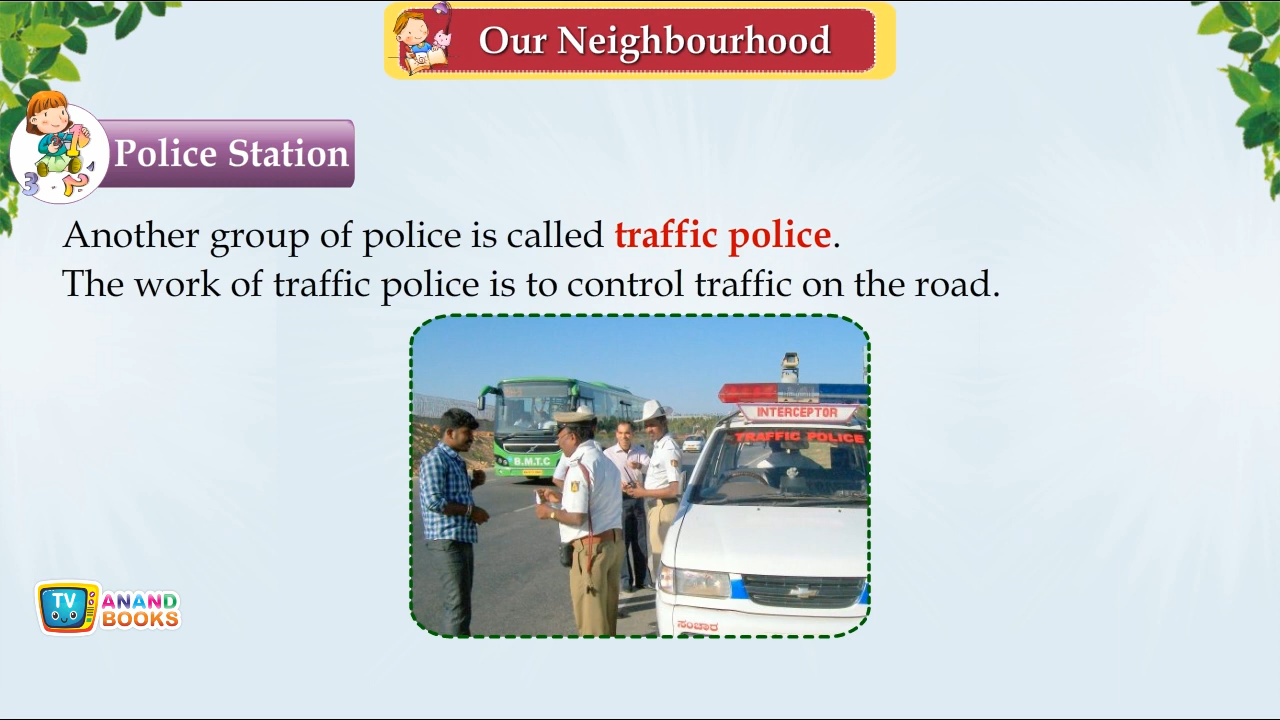 Our Neighbourhood
Police Station
Another group of police is called traffic police.
The work of traffic police is to control traffic on the road.
INTERCEPTOR
TRAFFIC POLICE
B.M.T.C
ಸಂಚಾರ
TV
ANAND
BOOKS
3